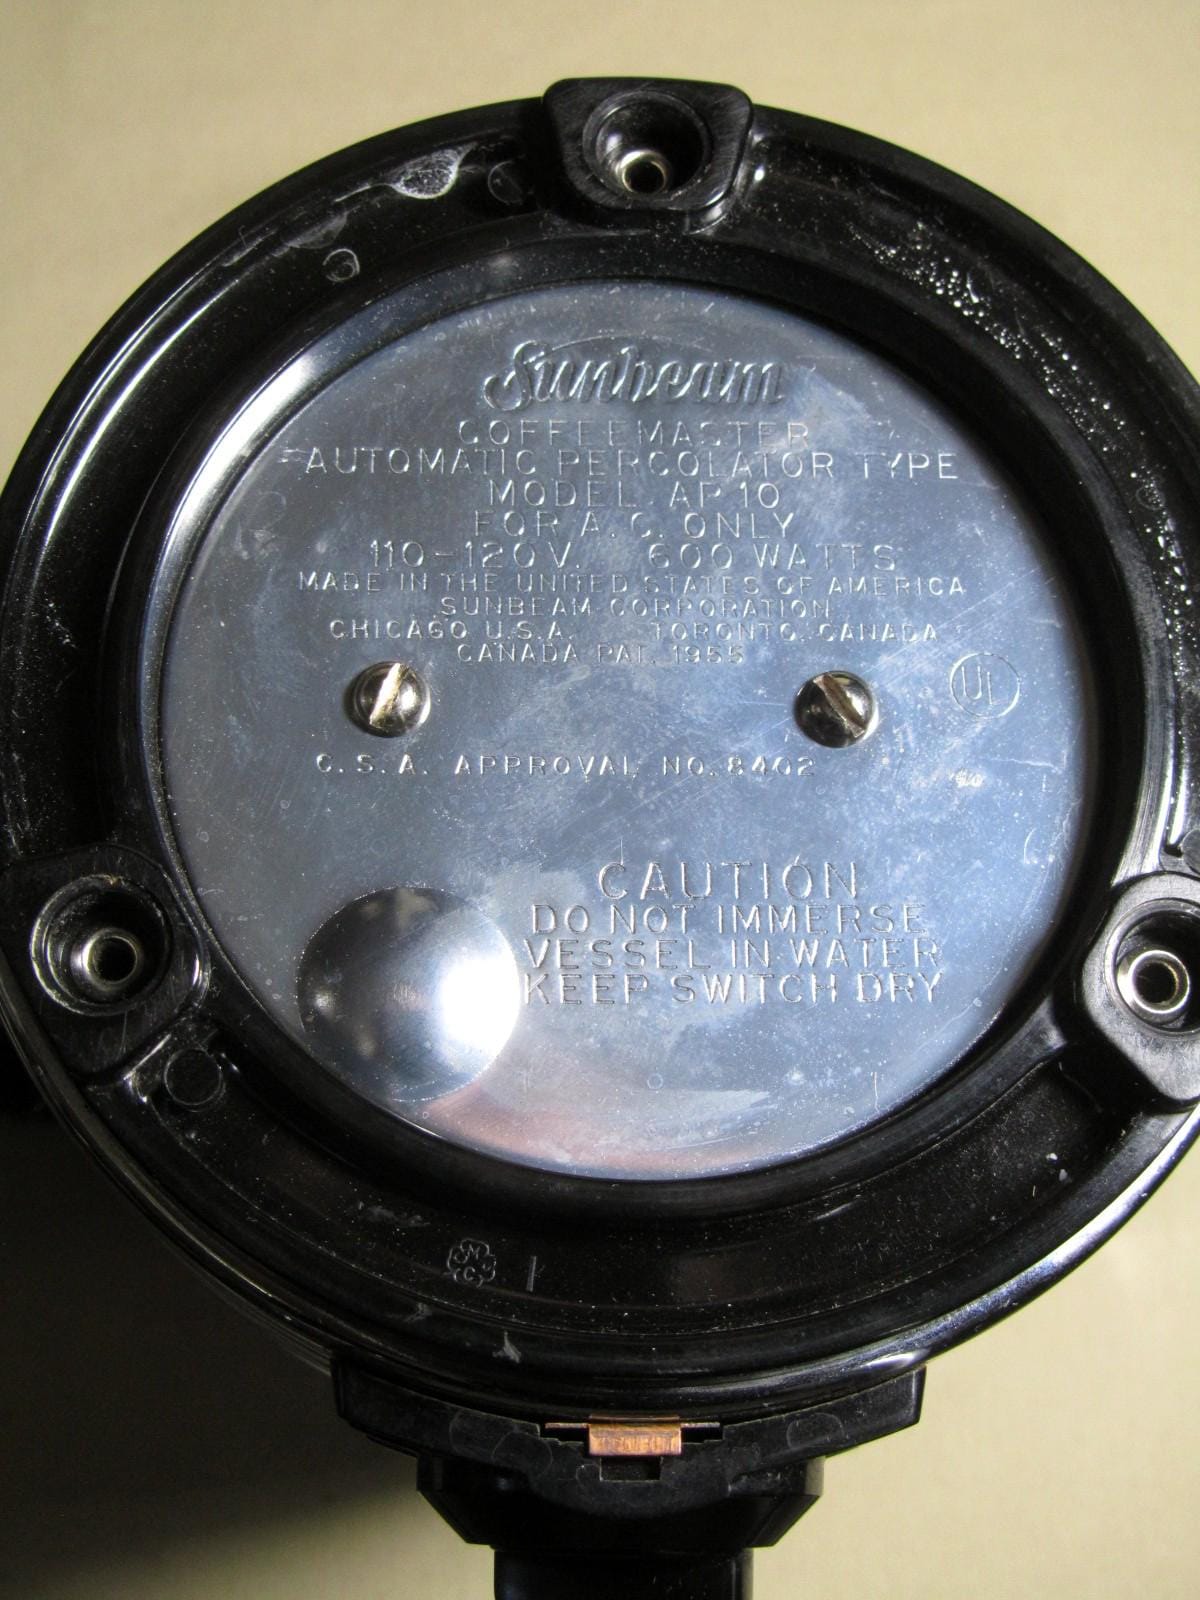 Sunbeam
COFFEEMASTER
AUTOMATIC PERCOLATOR TYPE
MODEL AP 10
FOR A.C. ONLY
110-120V. 600 WATTS
MADE IN THE UNITED STATES OF AMERICA
SUNBEAM CORPORATION
CHICAGO U.S.A. TORONTO, CANADA
CANADA PAT. 1955
UL
C.S.A. APPROVAL NO. 8402
CAUTION
DO NOT IMMERSE
VESSEL IN WATER
KEEP SWITCH DRY